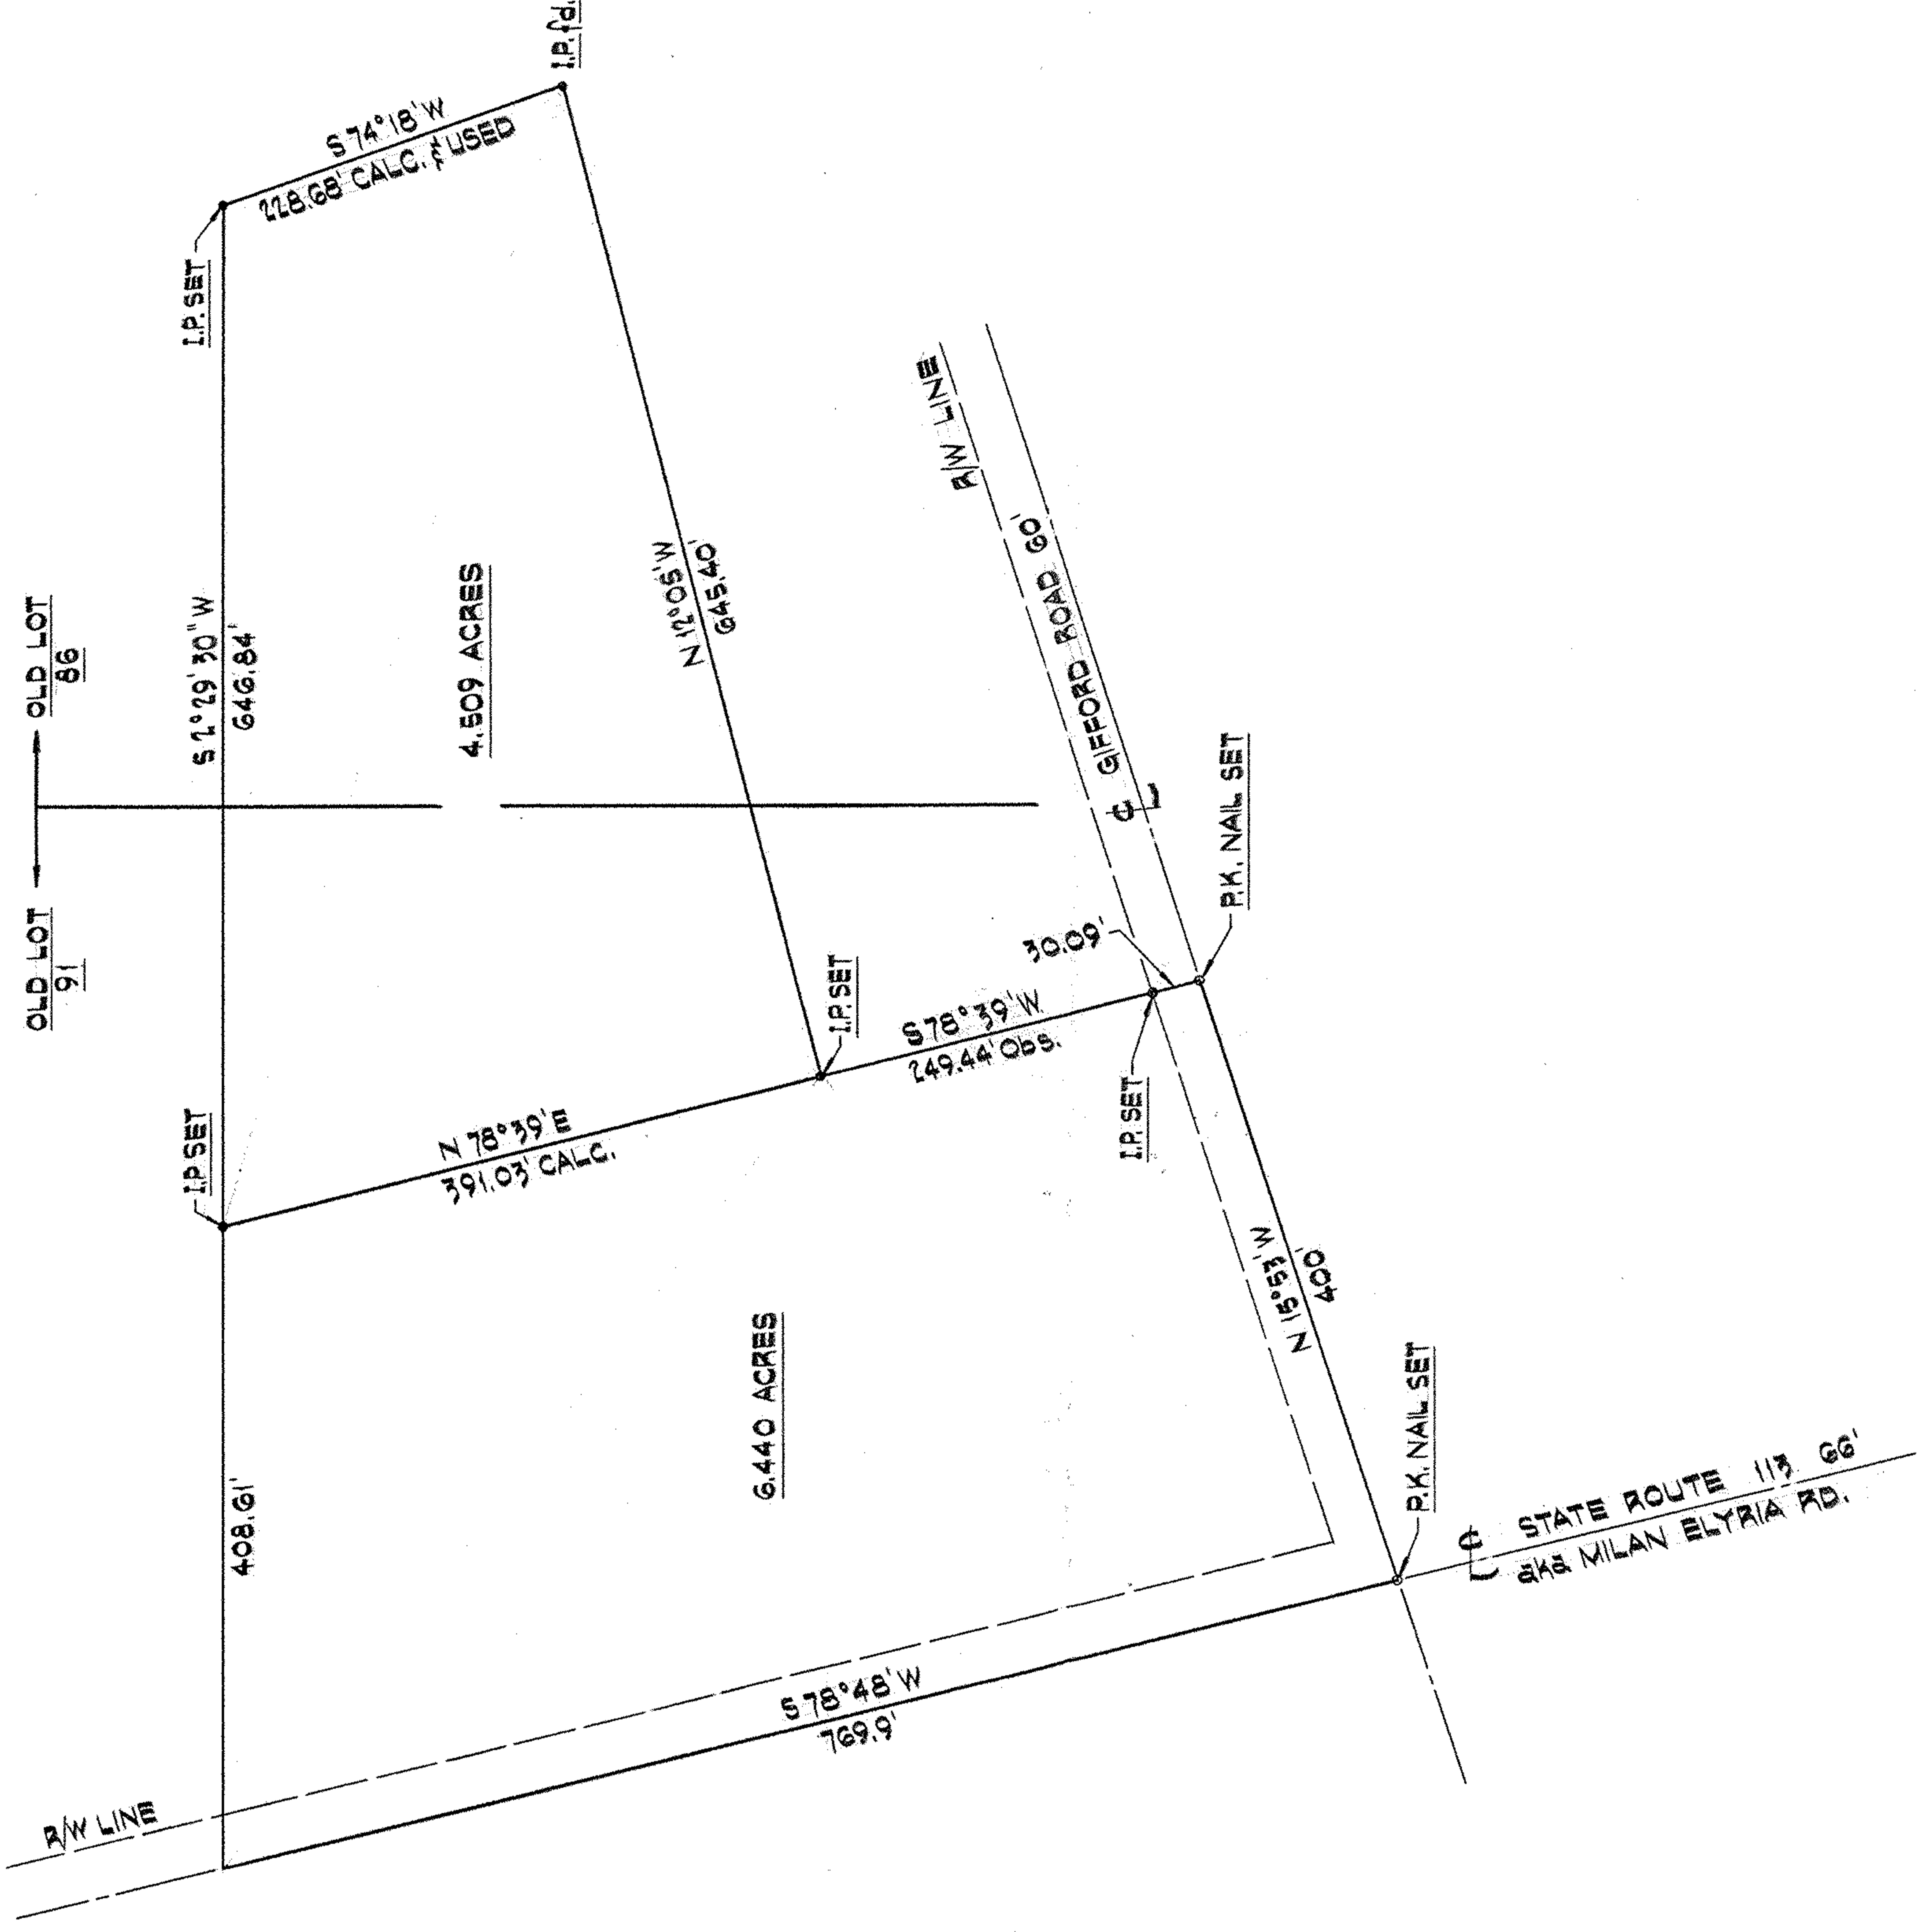 I.P. fd.
S 74°18' W
228.68' CALC. & USED
I.P. SET
OLD LOT
86
OLD LOT
91
S 2°29'30" W
646.84'
4.509 ACRES
N 12°05' W
645.40'
R/W LINE
GIFFORD ROAD 60'
℄
P.K. NAIL SET
30.09'
I.P. SET
S 78°39' W
249.44' Obs.
I.P. SET
I.P. SET
N 78°39' E
391.03' CALC.
N 15°53' W
400'
6.440 ACRES
408.61'
P.K. NAIL SET
℄ STATE ROUTE 113 66'
aka MILAN ELYRIA RD.
S 78°48' W
769.9'
R/W LINE